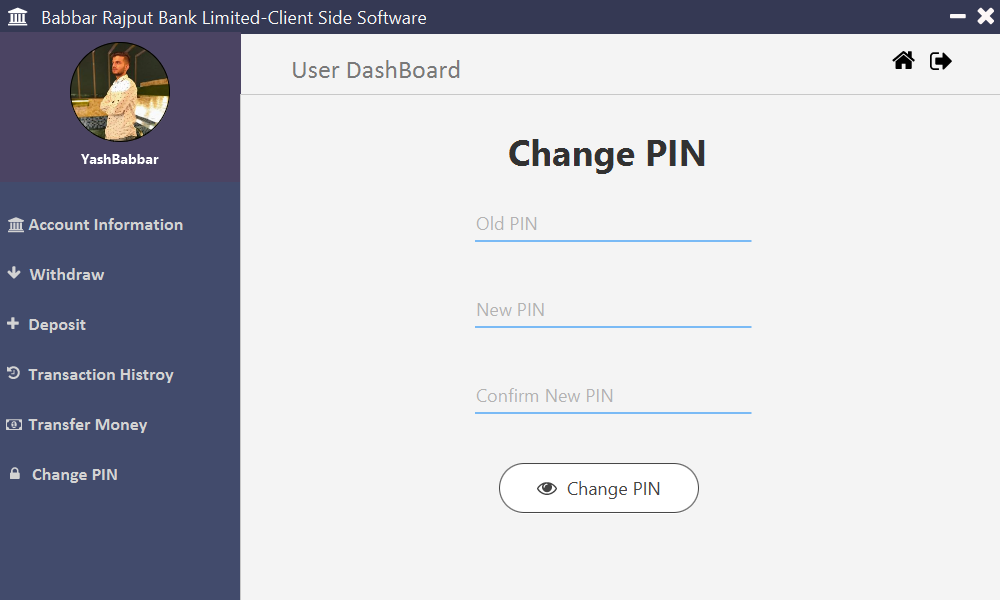 Babbar Rajput Bank Limited-Client Side Software
YashBabbar
Account Information
Withdraw
Deposit
Transaction Histroy
Transfer Money
Change PIN
User DashBoard
Change PIN
Old PIN
New PIN
Confirm New PIN
Change PIN